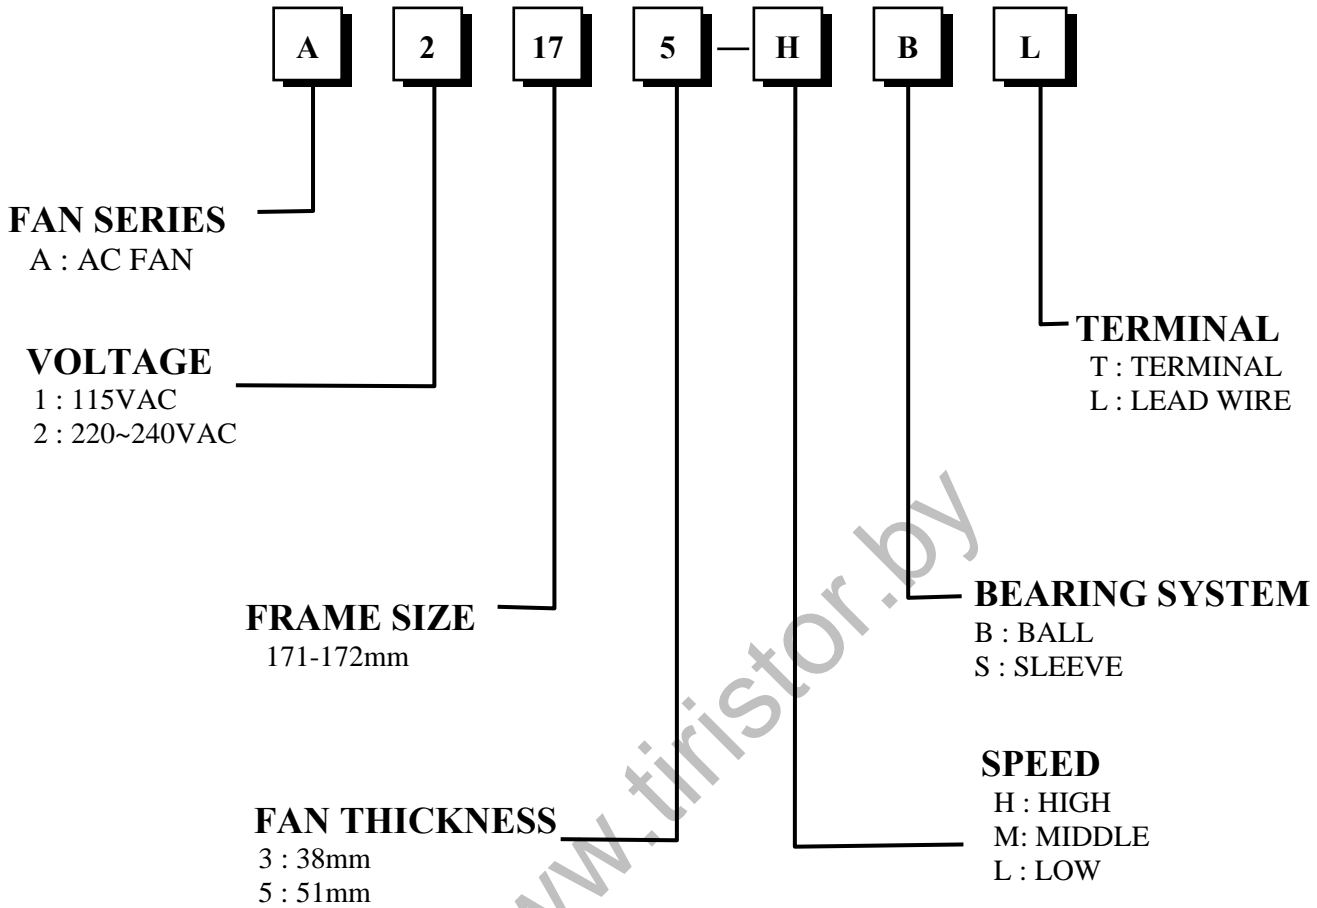 A 2 17 5 — H B L
FAN SERIES
A : AC FAN
VOLTAGE
1 : 115VAC
2 : 220~240VAC
TERMINAL
T : TERMINAL
L : LEAD WIRE
FRAME SIZE
171-172mm
BEARING SYSTEM
B : BALL
S : SLEEVE
FAN THICKNESS
3 : 38mm
5 : 51mm
SPEED
H : HIGH
M: MIDDLE
L : LOW
w.tiristor.by